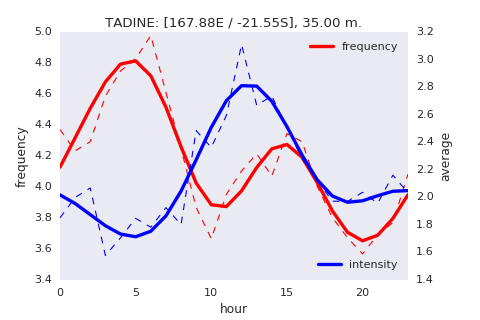 TADINE: [167.88E / -21.55S], 35.00 m.
5.0
4.8
4.6
4.4
4.2
4.0
3.8
3.6
3.4
frequency
3.2
3.0
2.8
2.6
2.4
2.2
2.0
1.8
1.6
1.4
average
frequency
intensity
0 5 10 15 20
hour